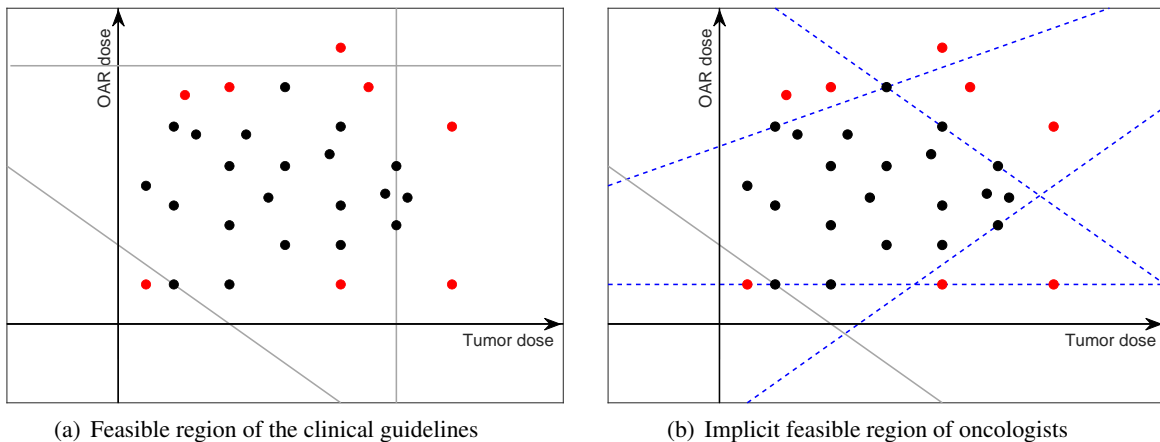 OAR dose
Tumor dose
(a) Feasible region of the clinical guidelines
OAR dose
Tumor dose
(b) Implicit feasible region of oncologists